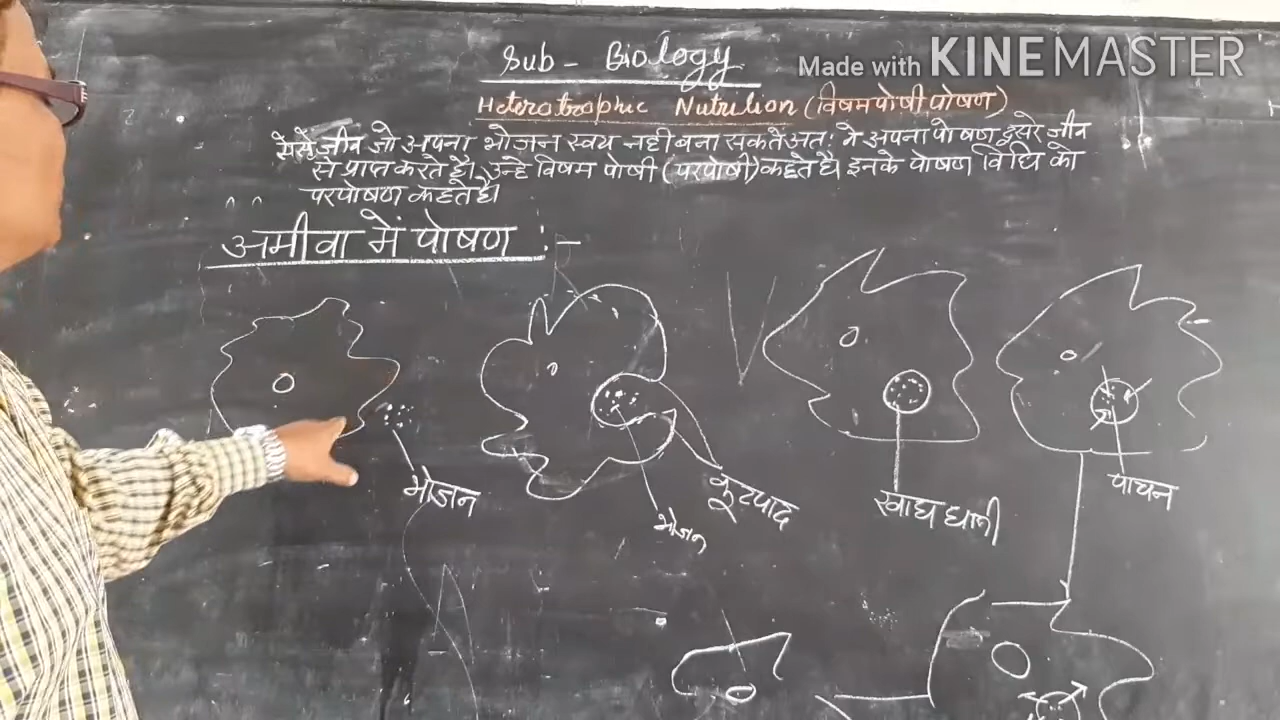 Sub - Biology
Made with KINEMASTER
Heterotrophic Nutrition (विषमपोषी पोषण)
ऐसे जीव जो अपना भोजन स्वयं नही बना सकते अतः वे अपना पोषण दुसरे जीव
से प्राप्त करते हैं। उन्हे विषम पोषी (परपोषी) कहते है। इनके पोषण विधि को
परपोषण कहते है।
अमीवा में पोषण :-
भोजन
भोजन
कूटपाद
खाद्य धानी
पाचन